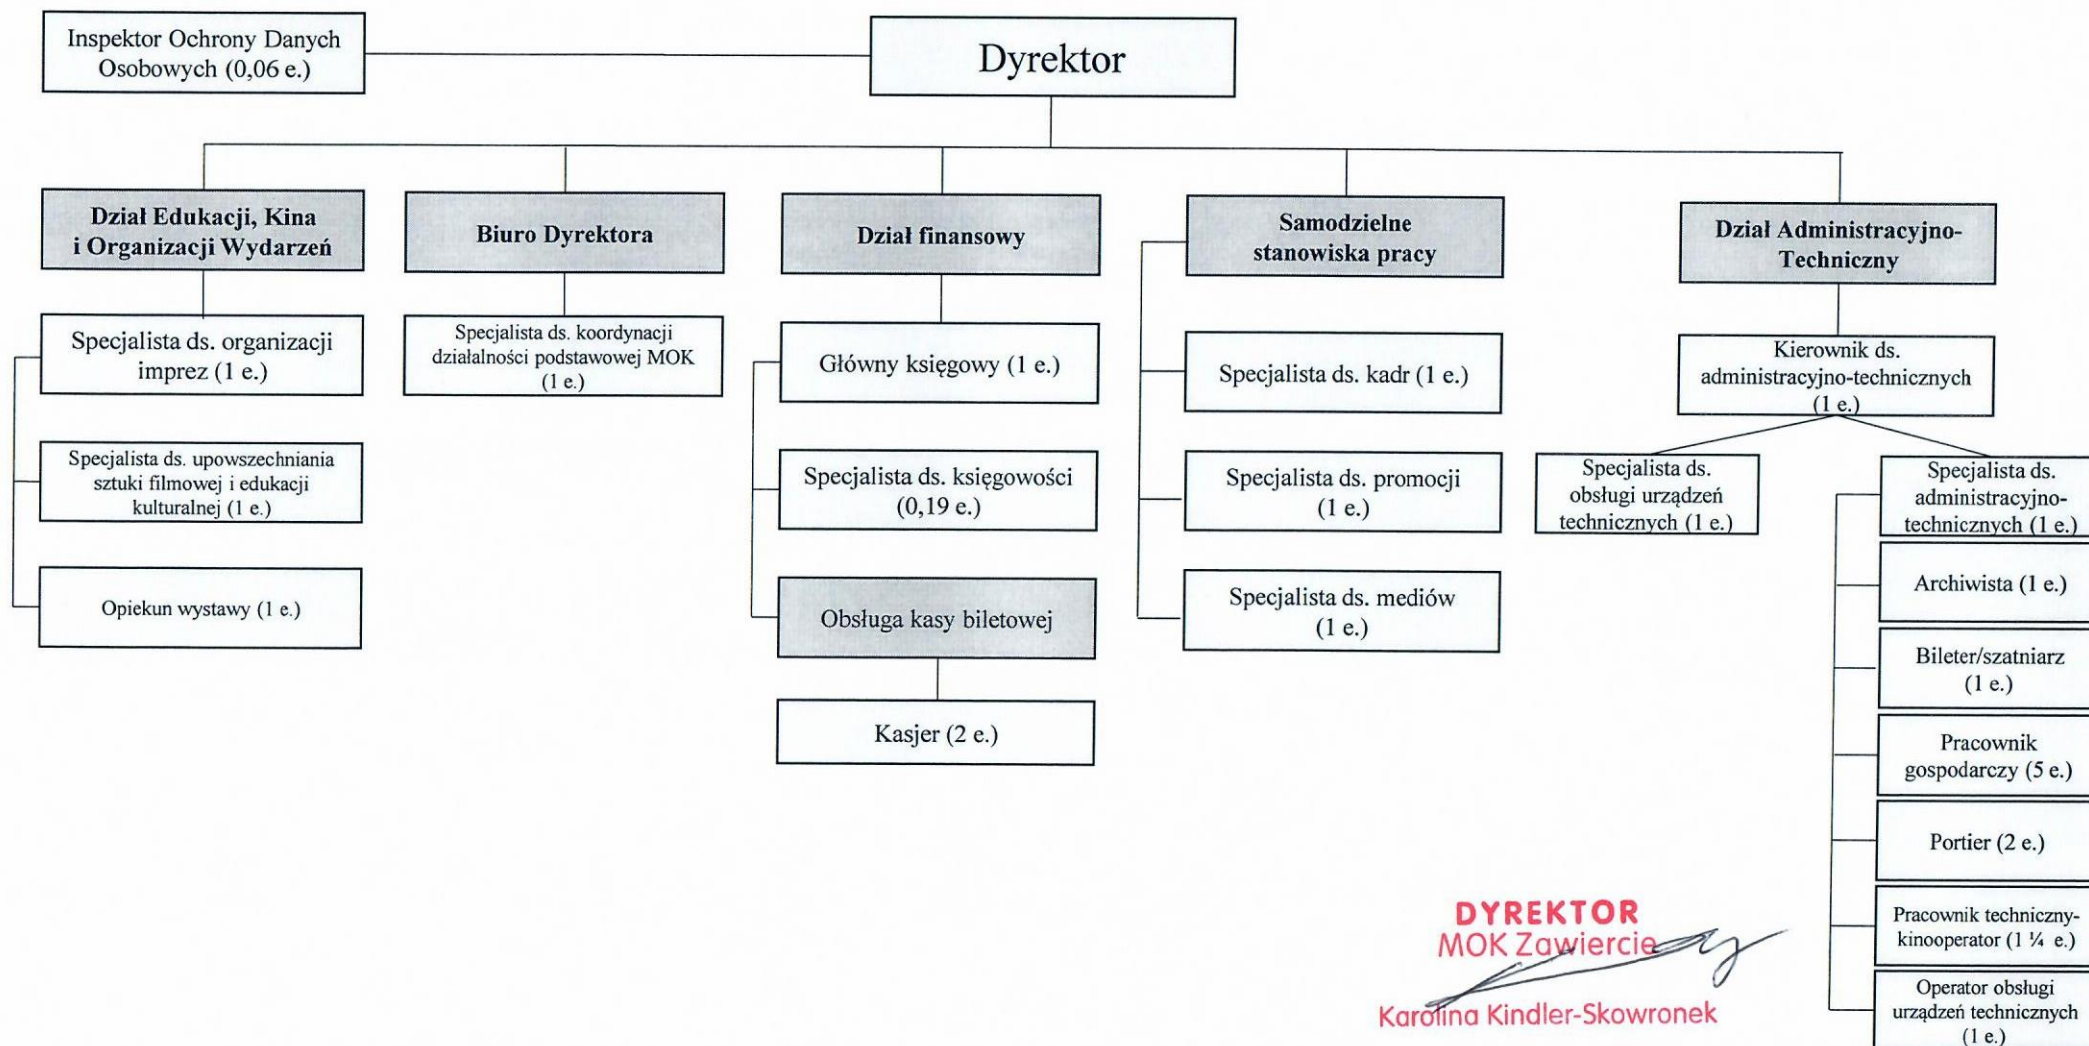 Inspektor Ochrony Danych
Osobowych (0,06 e.)
Dyrektor
Dział Edukacji, Kina
i Organizacji Wydarzeń
Biuro Dyrektora
Dział finansowy
Samodzielne
stanowiska pracy
Dział Administracyjno-
Techniczny
Specjalista ds. organizacji
imprez (1 e.)
Specjalista ds. upowszechniania
sztuki filmowej i edukacji
kulturalnej (1 e.)
Opiekun wystawy (1 e.)
Specjalista ds. koordynacji
działalności podstawowej MOK
(1 e.)
Główny księgowy (1 e.)
Specjalista ds. księgowości
(0,19 e.)
Obsługa kasy biletowej
Kasjer (2 e.)
Specjalista ds. kadr (1 e.)
Specjalista ds. promocji
(1 e.)
Specjalista ds. mediów
(1 e.)
Kierownik ds.
administracyjno-technicznych
(1 e.)
Specjalista ds.
obsługi urządzeń
technicznych (1 e.)
Specjalista ds.
administracyjno-
technicznych (1 e.)
Archiwista (1 e.)
Bileter/szatniarz
(1 e.)
Pracownik
gospodarczy (5 e.)
Portier (2 e.)
Pracownik techniczny-
kinooperator (1 ¼ e.)
Operator obsługi
urządzeń technicznych
(1 e.)
DYREKTOR
MOK Zawiercie
Karolina Kindler-Skowronek